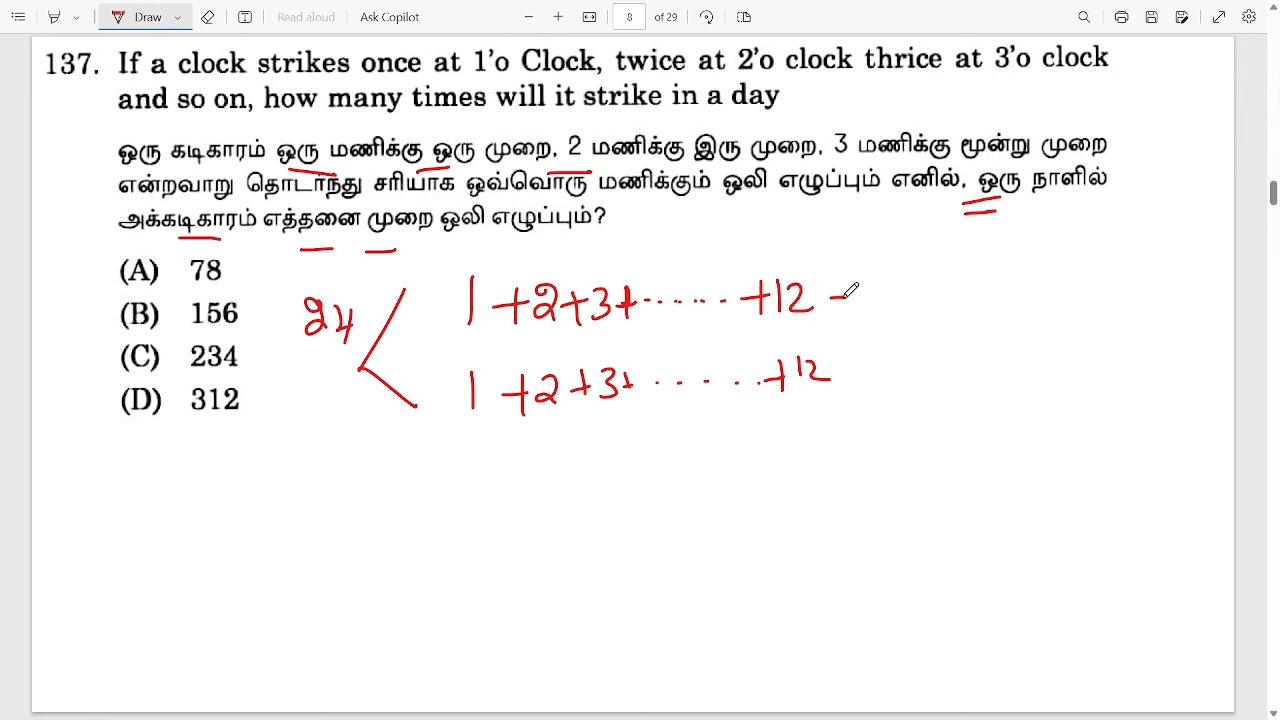 Draw
Read aloud
Ask Copilot
8 of 29
137. If a clock strikes once at 1'o Clock, twice at 2'o clock thrice at 3'o clock
and so on, how many times will it strike in a day
ஒரு கடிகாரம் ஒரு மணிக்கு ஒரு முறை, 2 மணிக்கு இரு முறை, 3 மணிக்கு மூன்று முறை
என்றவாறு தொடர்ந்து சரியாக ஒவ்வொரு மணிக்கும் ஒலி எழுப்பும் எனில், ஒரு நாளில்
அக்கடிகாரம் எத்தனை முறை ஒலி எழுப்பும்?
(A) 78
(B) 156
(C) 234
(D) 312
24
1 +2+3+ ...... +12 -
1 +2+3+ ...... +12